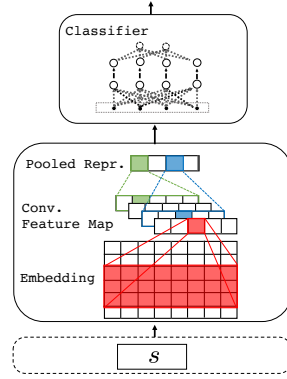 Classifier
Pooled Repr.
Conv.
Feature Map
Embedding
s